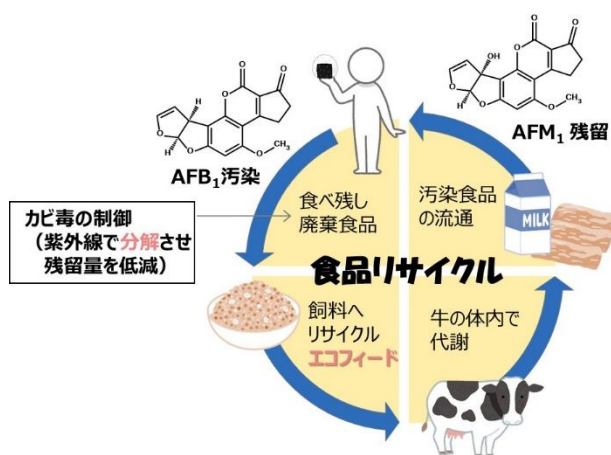 AFB₁汚染
AFM₁ 残留
カビ毒の制御
（紫外線で分解させ
残留量を低減）
食べ残し
廃棄食品
汚染食品
の流通
MILK
食品リサイクル
飼料へ
リサイクル
エコフィード
牛の体内で
代謝
O
O
O
H
O
O
H
O
CH₃
O
O
O
OH
O
O
H
O
CH₃